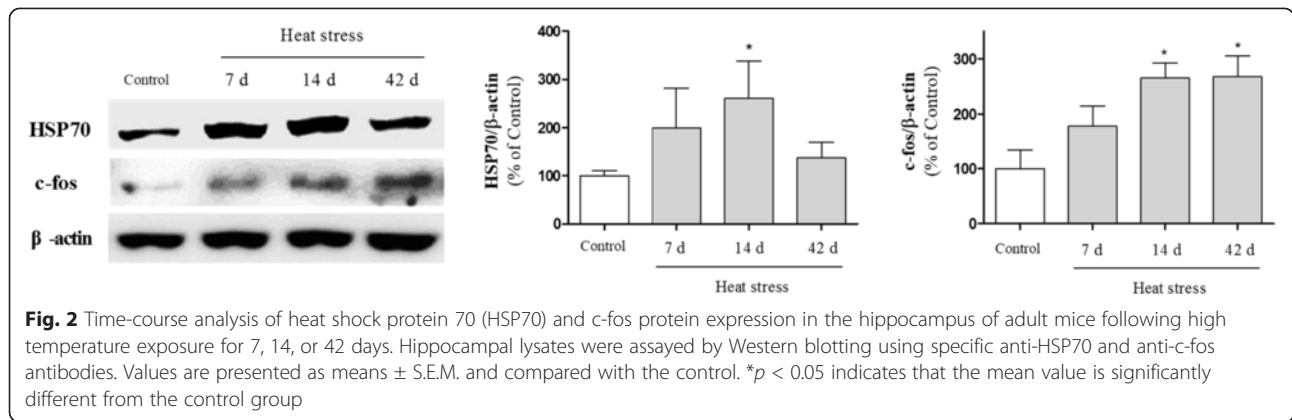 Heat stress
Control 7 d 14 d 42 d
HSP70
c-fos
β -actin
HSP70/β-actin
(% of Control)
400
300
200
100
0
*
Control 7 d 14 d 42 d
Heat stress
c-fos/β-actin
(% of Control)
300
200
100
0
* *
Control 7 d 14 d 42 d
Heat stress
Fig. 2 Time-course analysis of heat shock protein 70 (HSP70) and c-fos protein expression in the hippocampus of adult mice following high
temperature exposure for 7, 14, or 42 days. Hippocampal lysates were assayed by Western blotting using specific anti-HSP70 and anti-c-fos
antibodies. Values are presented as means ± S.E.M. and compared with the control. *p < 0.05 indicates that the mean value is significantly
different from the control group